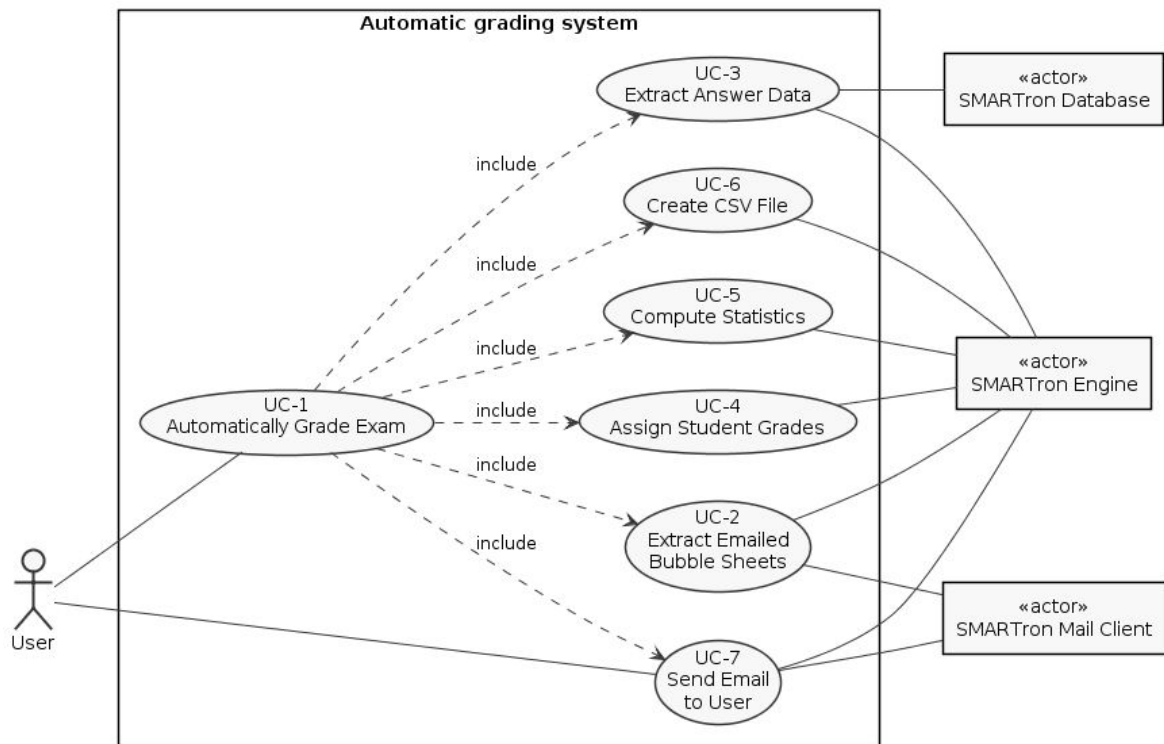 Automatic grading system
UC-3
Extract Answer Data
«actor»
SMARTron Database
include
UC-6
Create CSV File
include
UC-5
Compute Statistics
include
«actor»
SMARTron Engine
UC-1
Automatically Grade Exam
include
UC-4
Assign Student Grades
include
UC-2
Extract Emailed
Bubble Sheets
include
«actor»
SMARTron Mail Client
User
UC-7
Send Email
to User